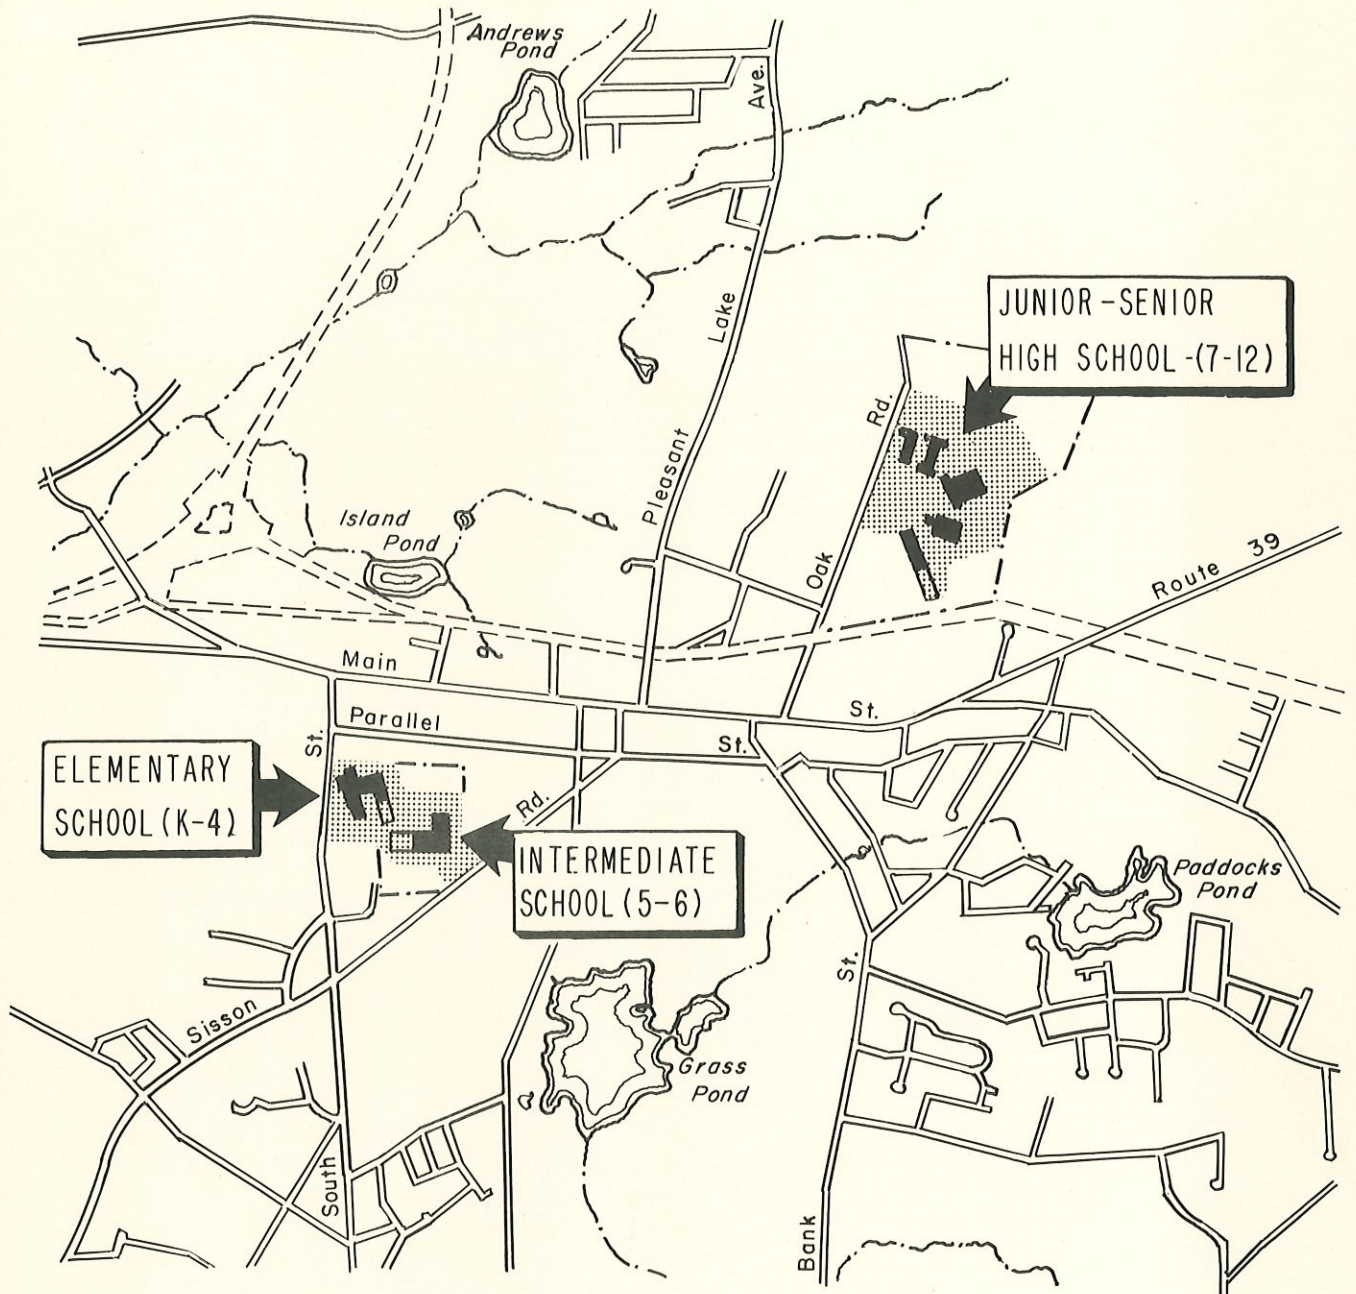 Andrews
Pond
Ave.
Lake
Pleasant
JUNIOR-SENIOR
HIGH SCHOOL-(7-12)
Rd.
Oak
Route 39
Island
Pond
Main
St.
Parallel
St.
St.
ELEMENTARY
SCHOOL (K-4)
Rd.
INTERMEDIATE
SCHOOL (5-6)
Paddocks
Pond
St.
Sisson
Grass
Pond
South
Bank